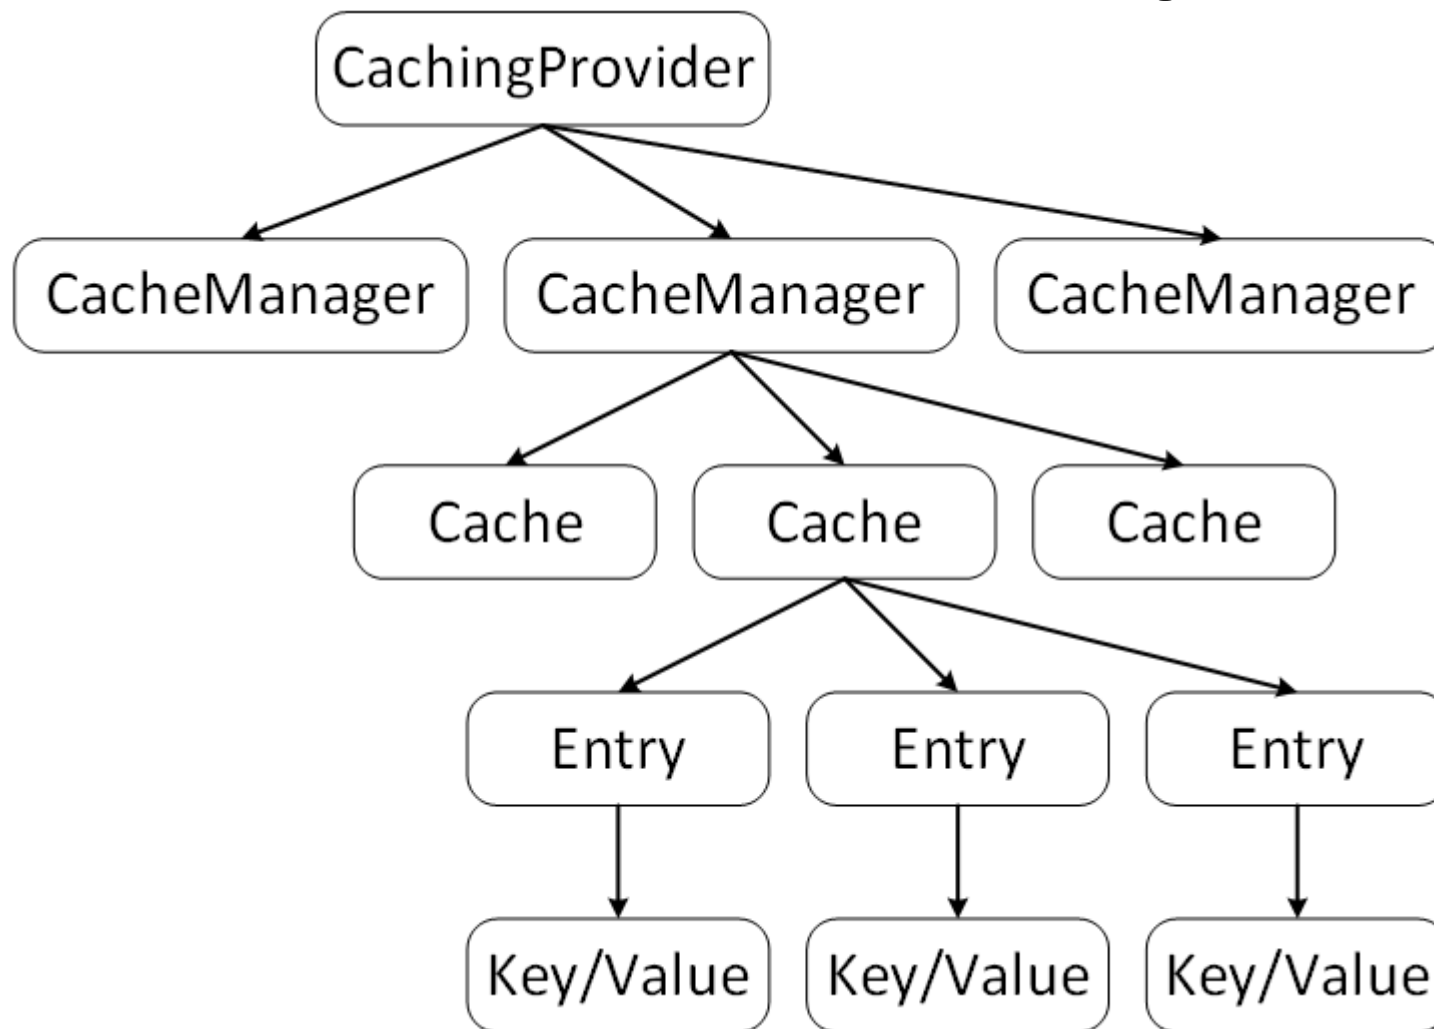 CachingProvider
CacheManager CacheManager CacheManager
Cache Cache Cache
Entry Entry Entry
Key/Value Key/Value Key/Value